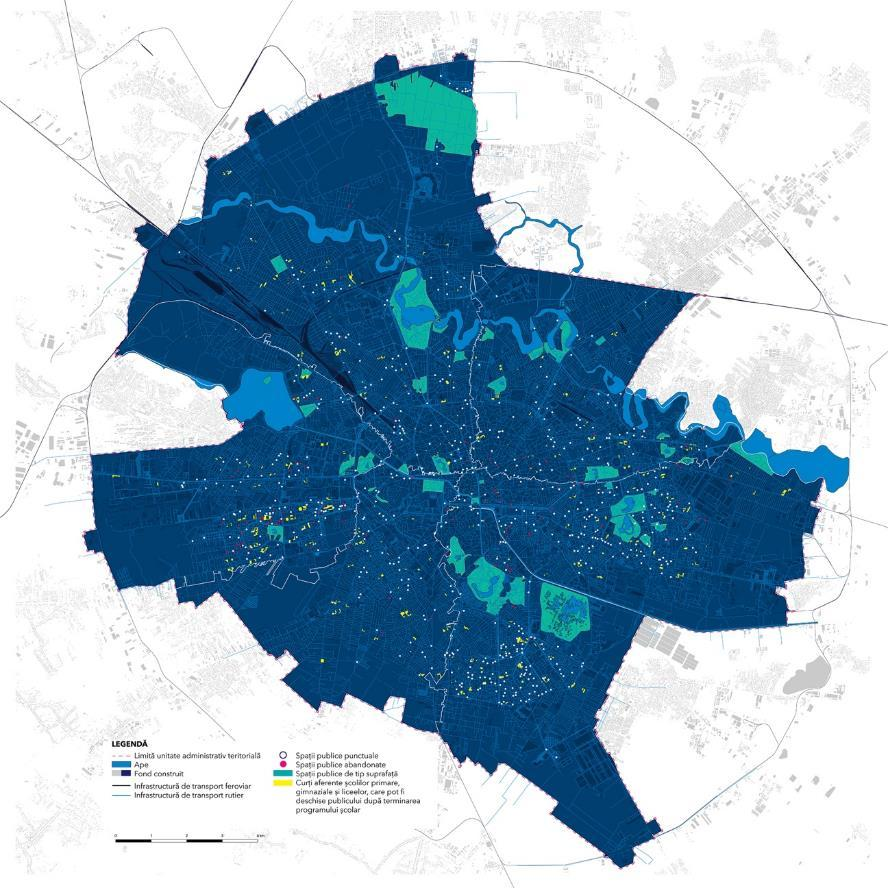 LEGENDĂ
Limită unitate administrativ teritorială
Ape
Fond construit
Infrastructură de transport feroviar
Infrastructură de transport rutier
Spații publice punctuale
Spații publice abandonate
Spații publice de tip suprafață
Curți aferente școlilor primare,
gimnaziale și liceelor, care pot fi
deschise publicului după terminarea
programului școlar
0 1 2 3 4 km